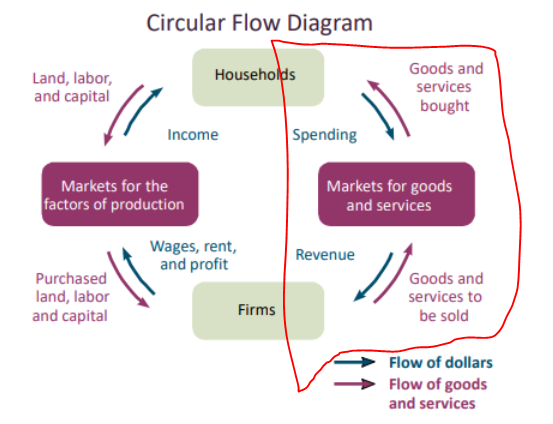 Circular Flow Diagram
Households
Land, labor,
and capital
Goods and
services
bought
Income
Spending
Markets for the
factors of production
Markets for goods
and services
Wages, rent,
and profit
Revenue
Purchased
land, labor
and capital
Firms
Goods and
services to
be sold
Flow of dollars
Flow of goods
and services